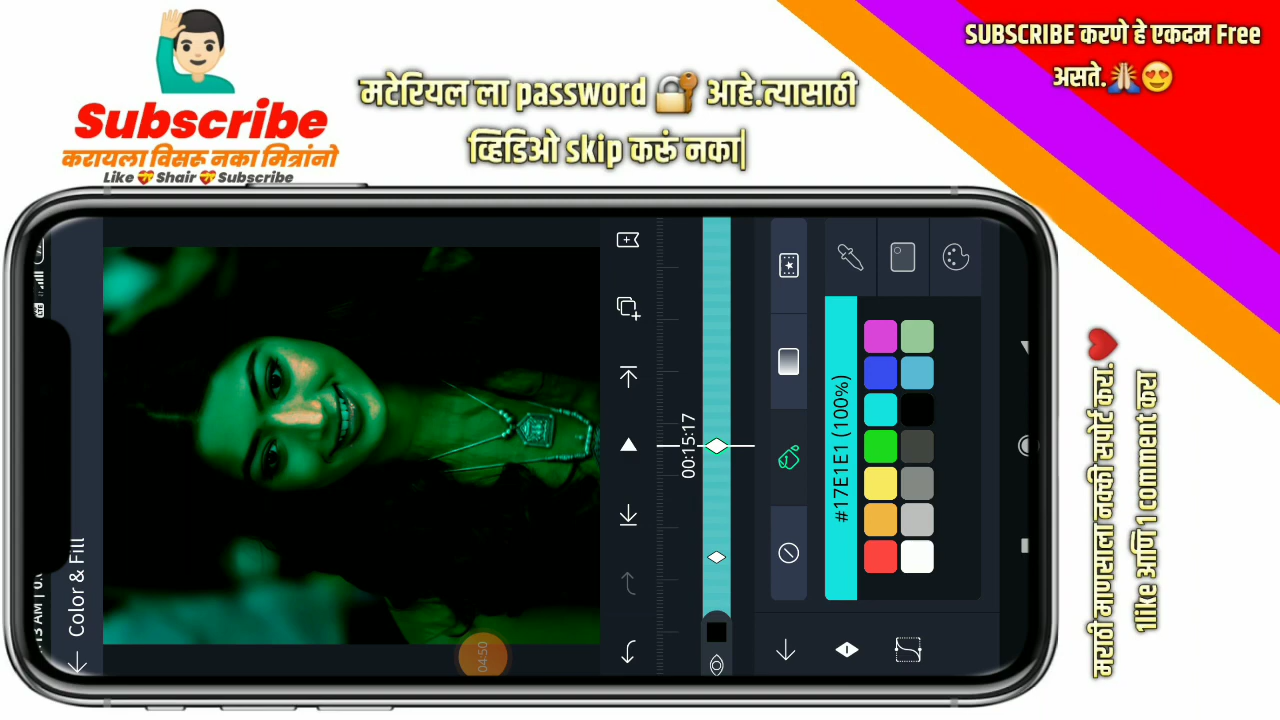 Subscribe
करायला विसरू नका मित्रांनो
Like Shair Subscribe
मटेरियल ला password आहे.त्यासाठी
व्हिडिओ skip करूं नका
SUBSCRIBE करणे हे एकदम Free
असते.
Color & Fill
04:50
00:15:17
#17E1E1 (100%)
मराठी माणसाला नक्की सपोर्ट करा.
1like आणि 1 comment करा